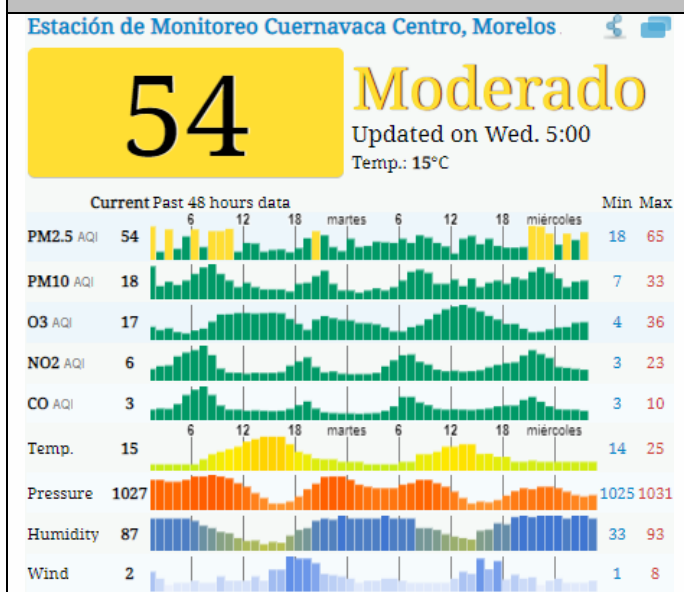 Estación de Monitoreo Cuernavaca Centro, Morelos.
54
Moderado
Updated on Wed. 5:00
Temp.: 15°C
Current Past 48 hours data Min Max
6 12 18 martes 6 12 18 miércoles
PM2.5 AQI 54 18 65
PM10 AQI 18 7 33
O3 AQI 17 4 36
NO2 AQI 6 3 23
CO AQI 3 3 10
6 12 18 martes 6 12 18 miércoles
Temp. 15 14 25
Pressure 1027 1025 1031
Humidity 87 33 93
Wind 2 1 8